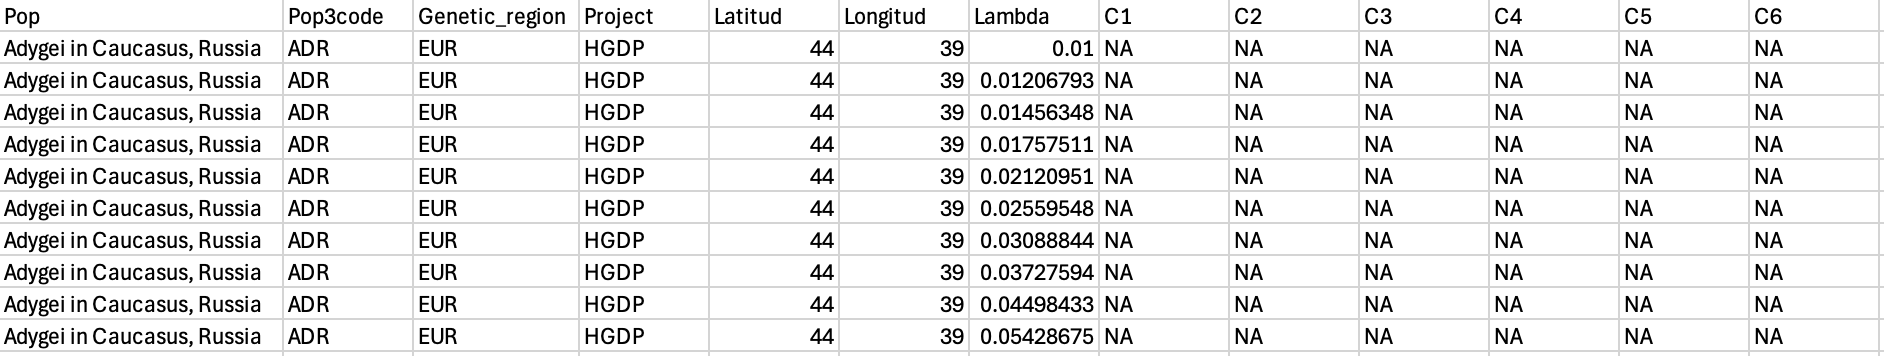 Pop Pop3code Genetic_region Project Latitud Longitud Lambda C1 C2 C3 C4 C5 C6
Adygei in Caucasus, Russia ADR EUR HGDP 44 39 0.01 NA NA NA NA NA NA
Adygei in Caucasus, Russia ADR EUR HGDP 44 39 0.01206793 NA NA NA NA NA NA
Adygei in Caucasus, Russia ADR EUR HGDP 44 39 0.01456348 NA NA NA NA NA NA
Adygei in Caucasus, Russia ADR EUR HGDP 44 39 0.01757511 NA NA NA NA NA NA
Adygei in Caucasus, Russia ADR EUR HGDP 44 39 0.02120951 NA NA NA NA NA NA
Adygei in Caucasus, Russia ADR EUR HGDP 44 39 0.02559548 NA NA NA NA NA NA
Adygei in Caucasus, Russia ADR EUR HGDP 44 39 0.03088844 NA NA NA NA NA NA
Adygei in Caucasus, Russia ADR EUR HGDP 44 39 0.03727594 NA NA NA NA NA NA
Adygei in Caucasus, Russia ADR EUR HGDP 44 39 0.04498433 NA NA NA NA NA NA
Adygei in Caucasus, Russia ADR EUR HGDP 44 39 0.05428675 NA NA NA NA NA NA